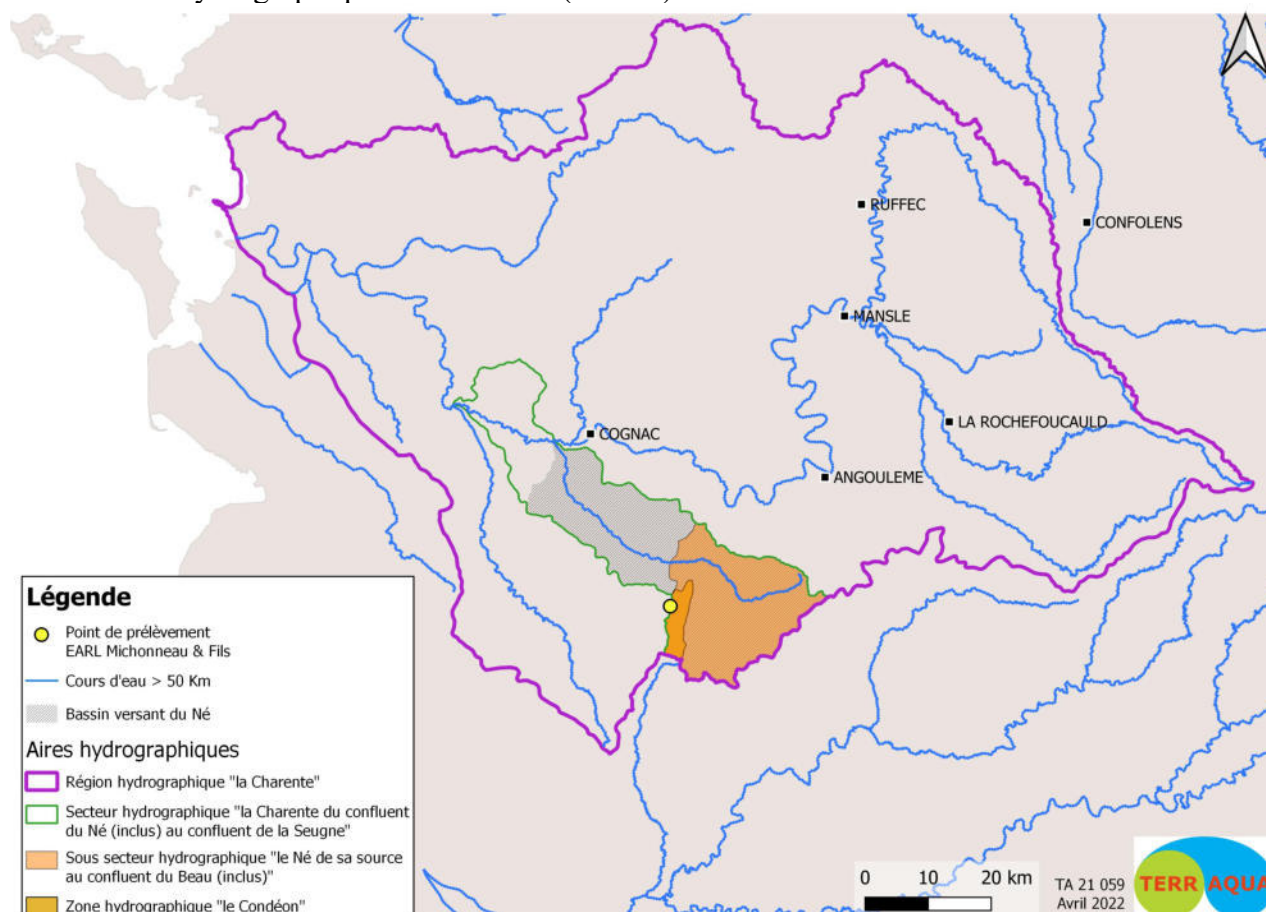 RUFFEC
CONFOLENS
MANSLE
LA ROCHEFOUCAULD
COGNAC
ANGOULEME
Légende
Point de prélèvement
EARL Michonneau & Fils
Cours d'eau > 50 Km
Bassin versant du Né
Aires hydrographiques
Région hydrographique "la Charente"
Secteur hydrographique "la Charente du confluent
du Né (inclus) au confluent de la Seugne"
Sous secteur hydrographique "le Né de sa source
au confluent du Beau (inclus)"
Zone hydrographique "le Condéon"
0 10 20 km
TA 21 059
Avril 2022
TERR AQUA